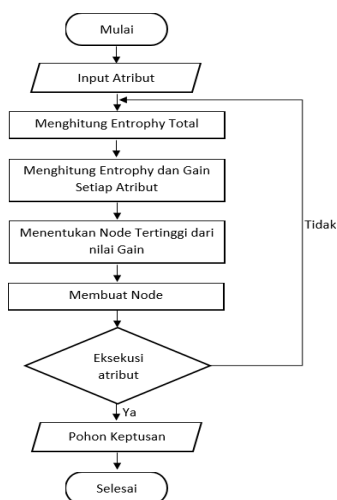 Mulai
Input Atribut
Menghitung Entrophy Total
Menghitung Entrophy dan Gain
Setiap Atribut
Menentukan Node Tertinggi dari
nilai Gain
Tidak
Membuat Node
Eksekusi
atribut
Ya
Pohon Keptusan
Selesai